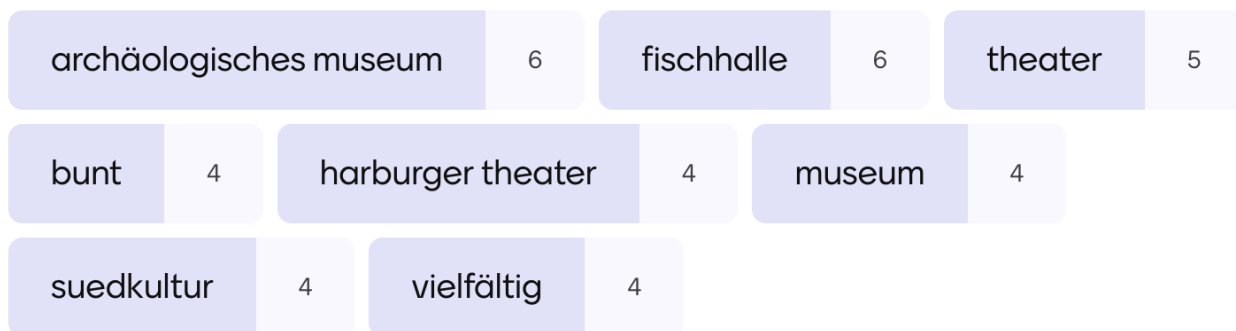 archäologisches museum 6 fischhalle 6 theater 5
bunt 4 harburger theater 4 museum 4
suedkultur 4 vielfältig 4